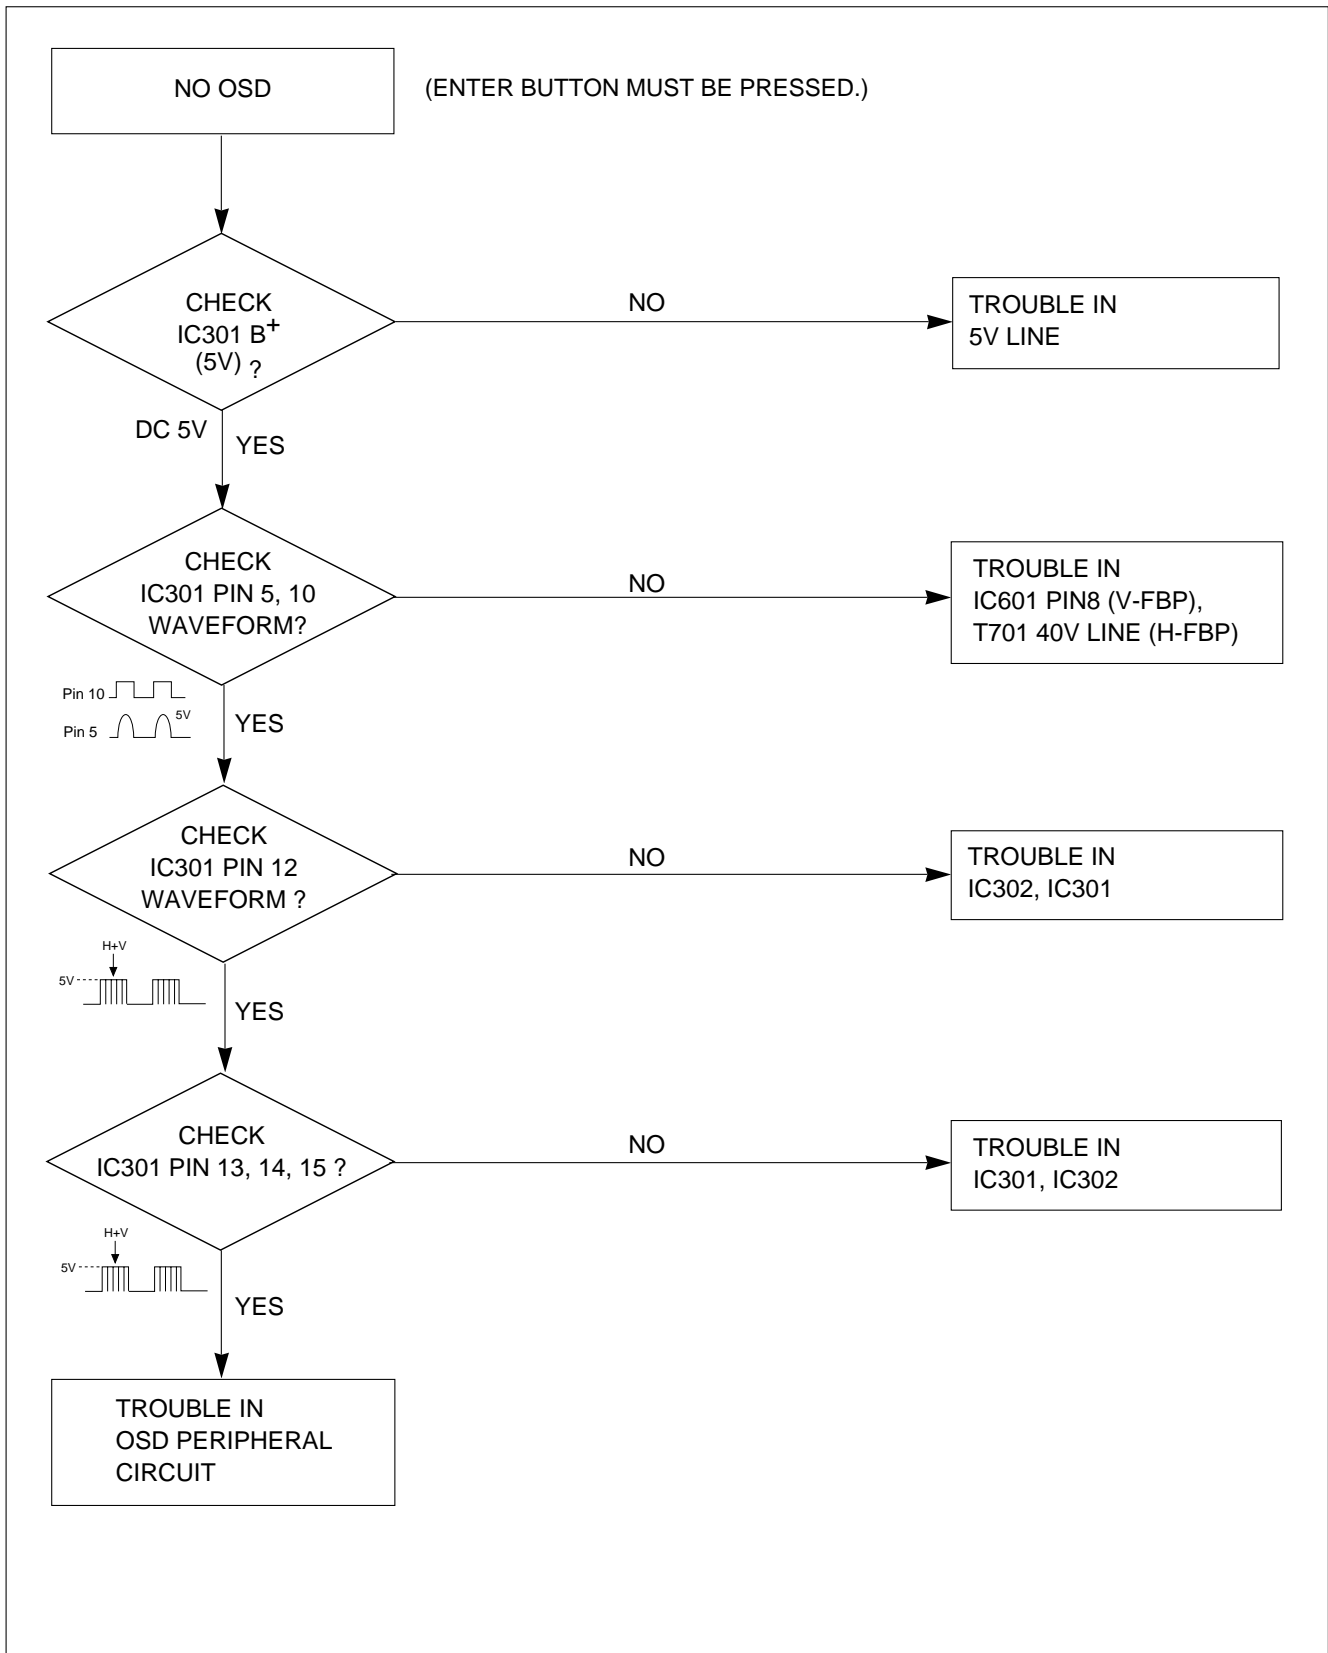 NO OSD
(ENTER BUTTON MUST BE PRESSED.)
CHECK
IC301 B+
(5V) ?
NO
TROUBLE IN
5V LINE
DC 5V
YES
CHECK
IC301 PIN 5, 10
WAVEFORM?
NO
TROUBLE IN
IC601 PIN8 (V-FBP),
T701 40V LINE (H-FBP)
Pin 10
5V
Pin 5
YES
CHECK
IC301 PIN 12
WAVEFORM ?
NO
TROUBLE IN
IC302, IC301
H+V
5V
YES
CHECK
IC301 PIN 13, 14, 15 ?
NO
TROUBLE IN
IC301, IC302
H+V
5V
YES
TROUBLE IN
OSD PERIPHERAL
CIRCUIT